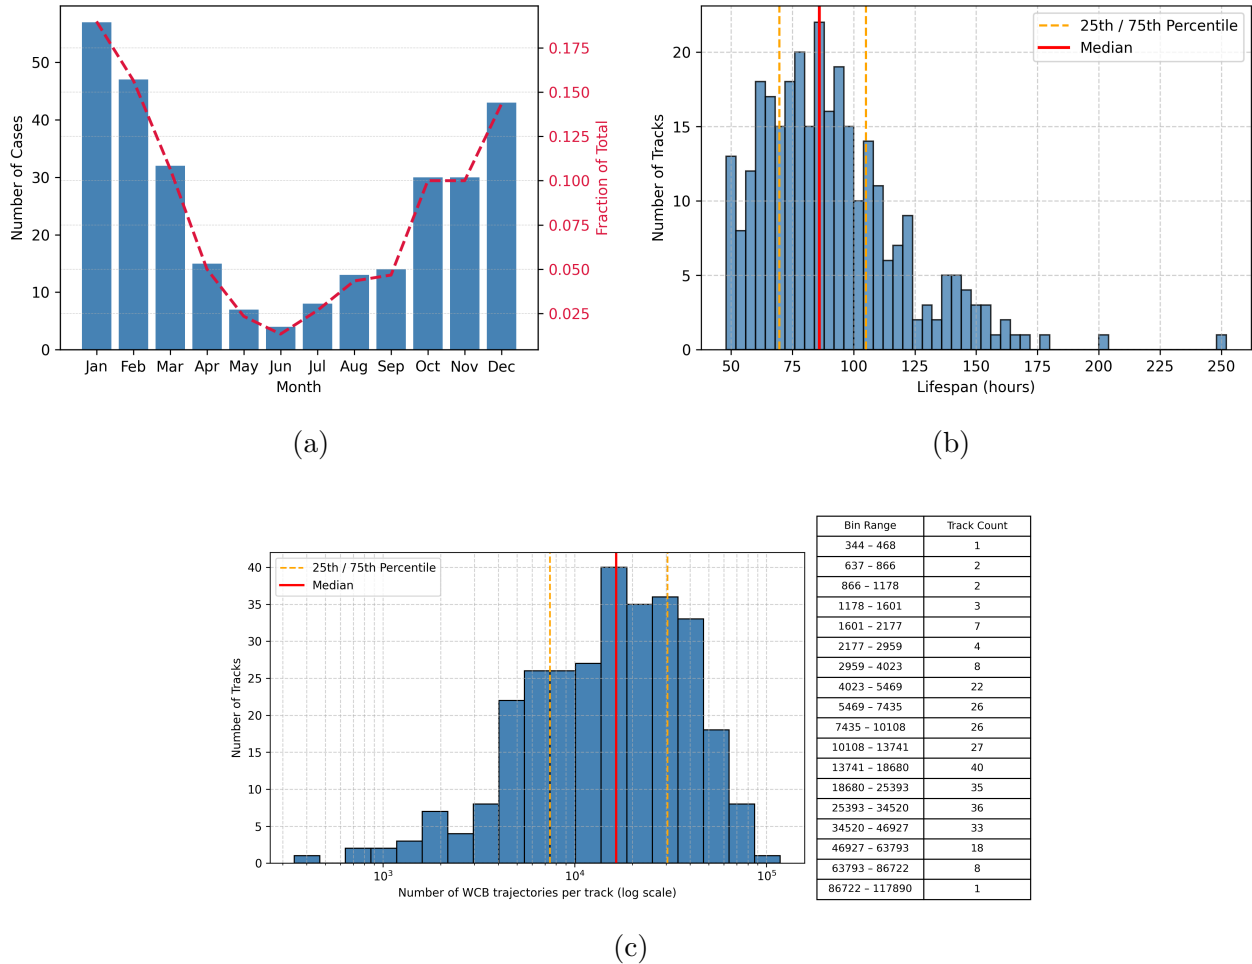 50
40
30
20
10
0
Number of Cases
0.175
0.150
0.125
0.100
0.075
0.050
0.025
Fraction of Total
Jan Feb Mar Apr May Jun Jul Aug Sep Oct Nov Dec
Month
(a)
25th / 75th Percentile
Median
20
15
10
5
0
Number of Tracks
50 75 100 125 150 175 200 225 250
Lifespan (hours)
(b)
25th / 75th Percentile
Median
40
35
30
25
20
15
10
5
0
Number of Tracks
10³ 10⁴ 10⁵
Number of WCB trajectories per track (log scale)
Bin Range Track Count
344 – 468 1
637 – 866 2
866 – 1178 2
1178 – 1601 3
1601 – 2177 7
2177 – 2959 4
2959 – 4023 8
4023 – 5469 22
5469 – 7435 26
7435 – 10108 26
10108 – 13741 27
13741 – 18680 40
18680 – 25393 35
25393 – 34520 36
34520 – 46927 33
46927 – 63793 18
63793 – 86722 8
86722 – 117890 1
(c)